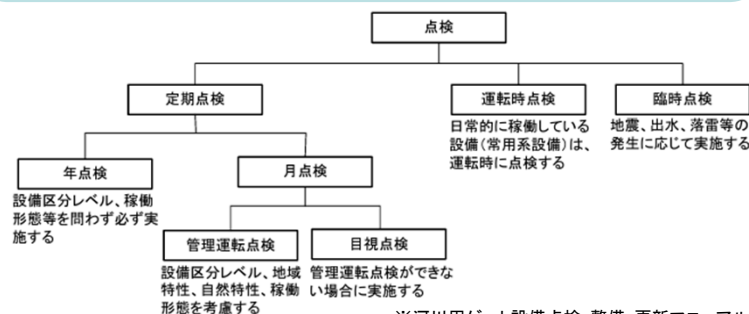 点検
定期点検
運転時点検
臨時点検
日常的に稼働している
設備(常用系設備)は、
運転時に点検する
地震、出水、落雷等の
発生に応じて実施する
年点検
月点検
設備区分レベル、稼働
形態等を問わず必ず実
施する
管理運転点検
目視点検
設備区分レベル、地域
特性、自然特性、稼働
形態を考慮する
管理運転点検ができな
い場合に実施する